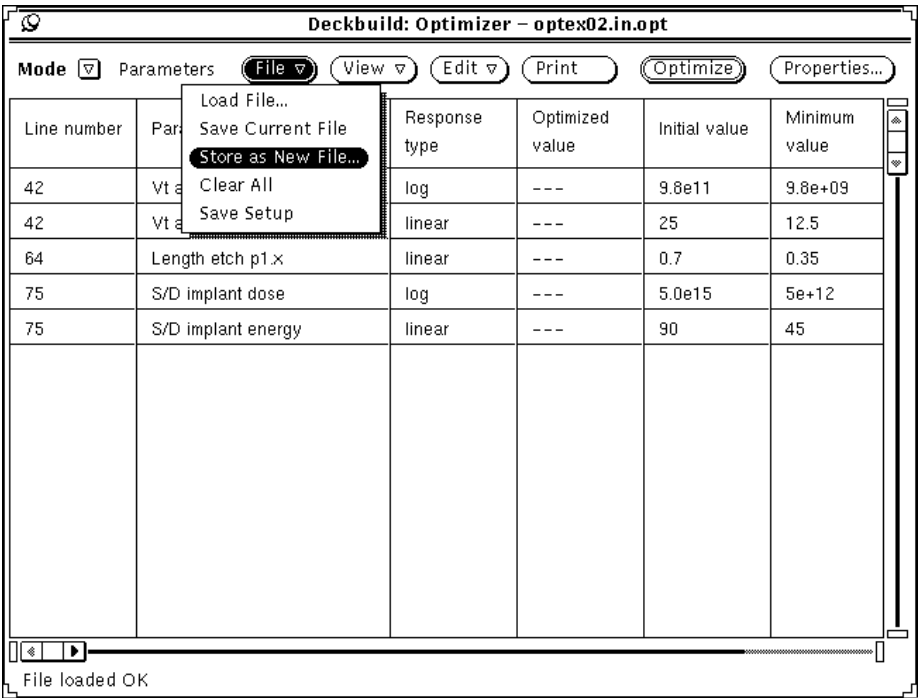 Deckbuild: Optimizer – optex02.in.opt
Mode Parameters File View Edit Print Optimize Properties...
Load File...
Save Current File
Store as New File...
Clear All
Save Setup
Line number Response type Optimized value Initial value Minimum value
42 Vt log --- 9.8e11 9.8e+09
42 Vt linear --- 25 12.5
64 Length etch p1.x linear --- 0.7 0.35
75 S/D implant dose log --- 5.0e15 5e+12
75 S/D implant energy linear --- 90 45
File loaded OK